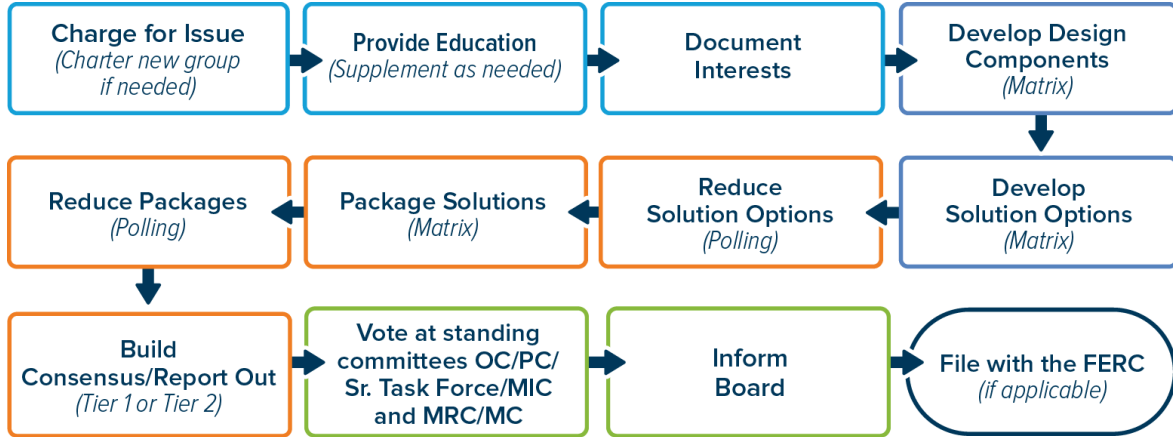 Charge for Issue
(Charter new group
if needed)
Provide Education
(Supplement as needed)
Document
Interests
Develop Design
Components
(Matrix)
Develop
Solution Options
(Matrix)
Reduce
Solution Options
(Polling)
Package Solutions
(Matrix)
Reduce Packages
(Polling)
Build
Consensus/Report Out
(Tier 1 or Tier 2)
Vote at standing
committees OC/PC/
Sr. Task Force/MIC
and MRC/MC
Inform
Board
File with the FERC
(if applicable)